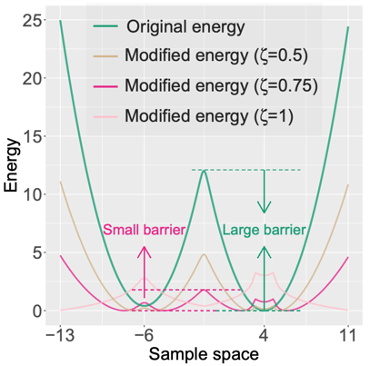 25
20
15
10
5
0
Energy
Original energy
Modified energy (ζ=0.5)
Modified energy (ζ=0.75)
Modified energy (ζ=1)
Small barrier
Large barrier
−13
−6
4
11
Sample space